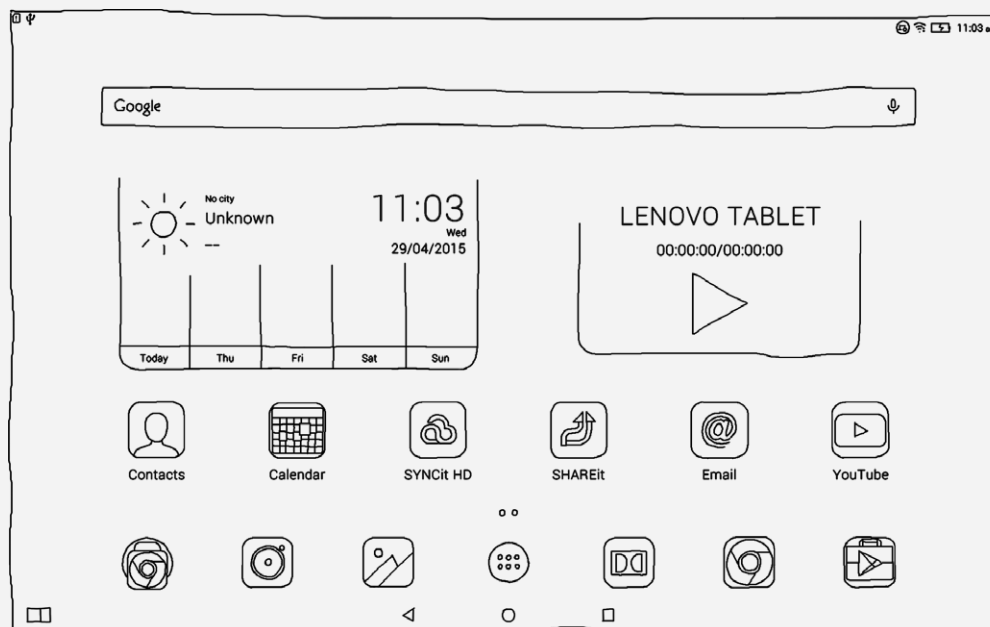 11:03
Google
No city
Unknown
--
11:03
Wed
29/04/2015
Today Thu Fri Sat Sun
LENOVO TABLET
00:00:00/00:00:00
Contacts Calendar SYNCit HD SHAREit Email YouTube